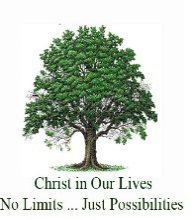 Christ in Our Lives
No Limits ... Just Possibilities